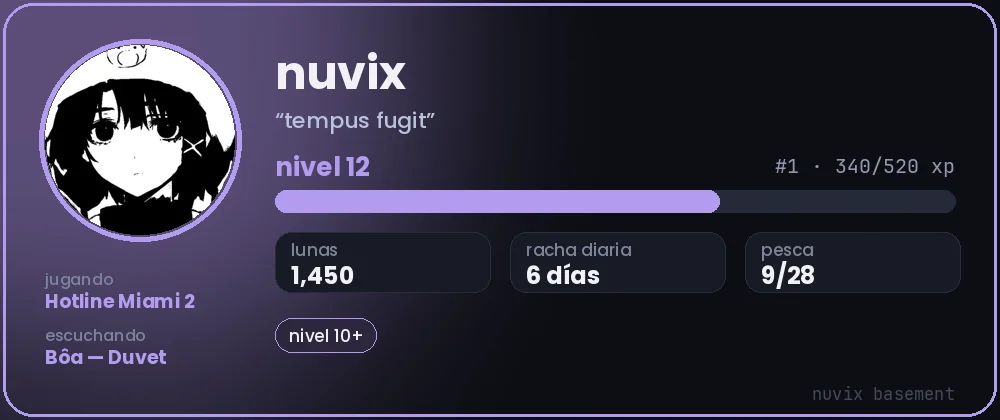 nuvix
“tempus fugit”
nivel 12
#1 · 340/520 xp
lunas
1,450
racha diaria
6 días
pesca
9/28
jugando
Hotline Miami 2
escuchando
Bôa — Duvet
nivel 10+
nuvix basement